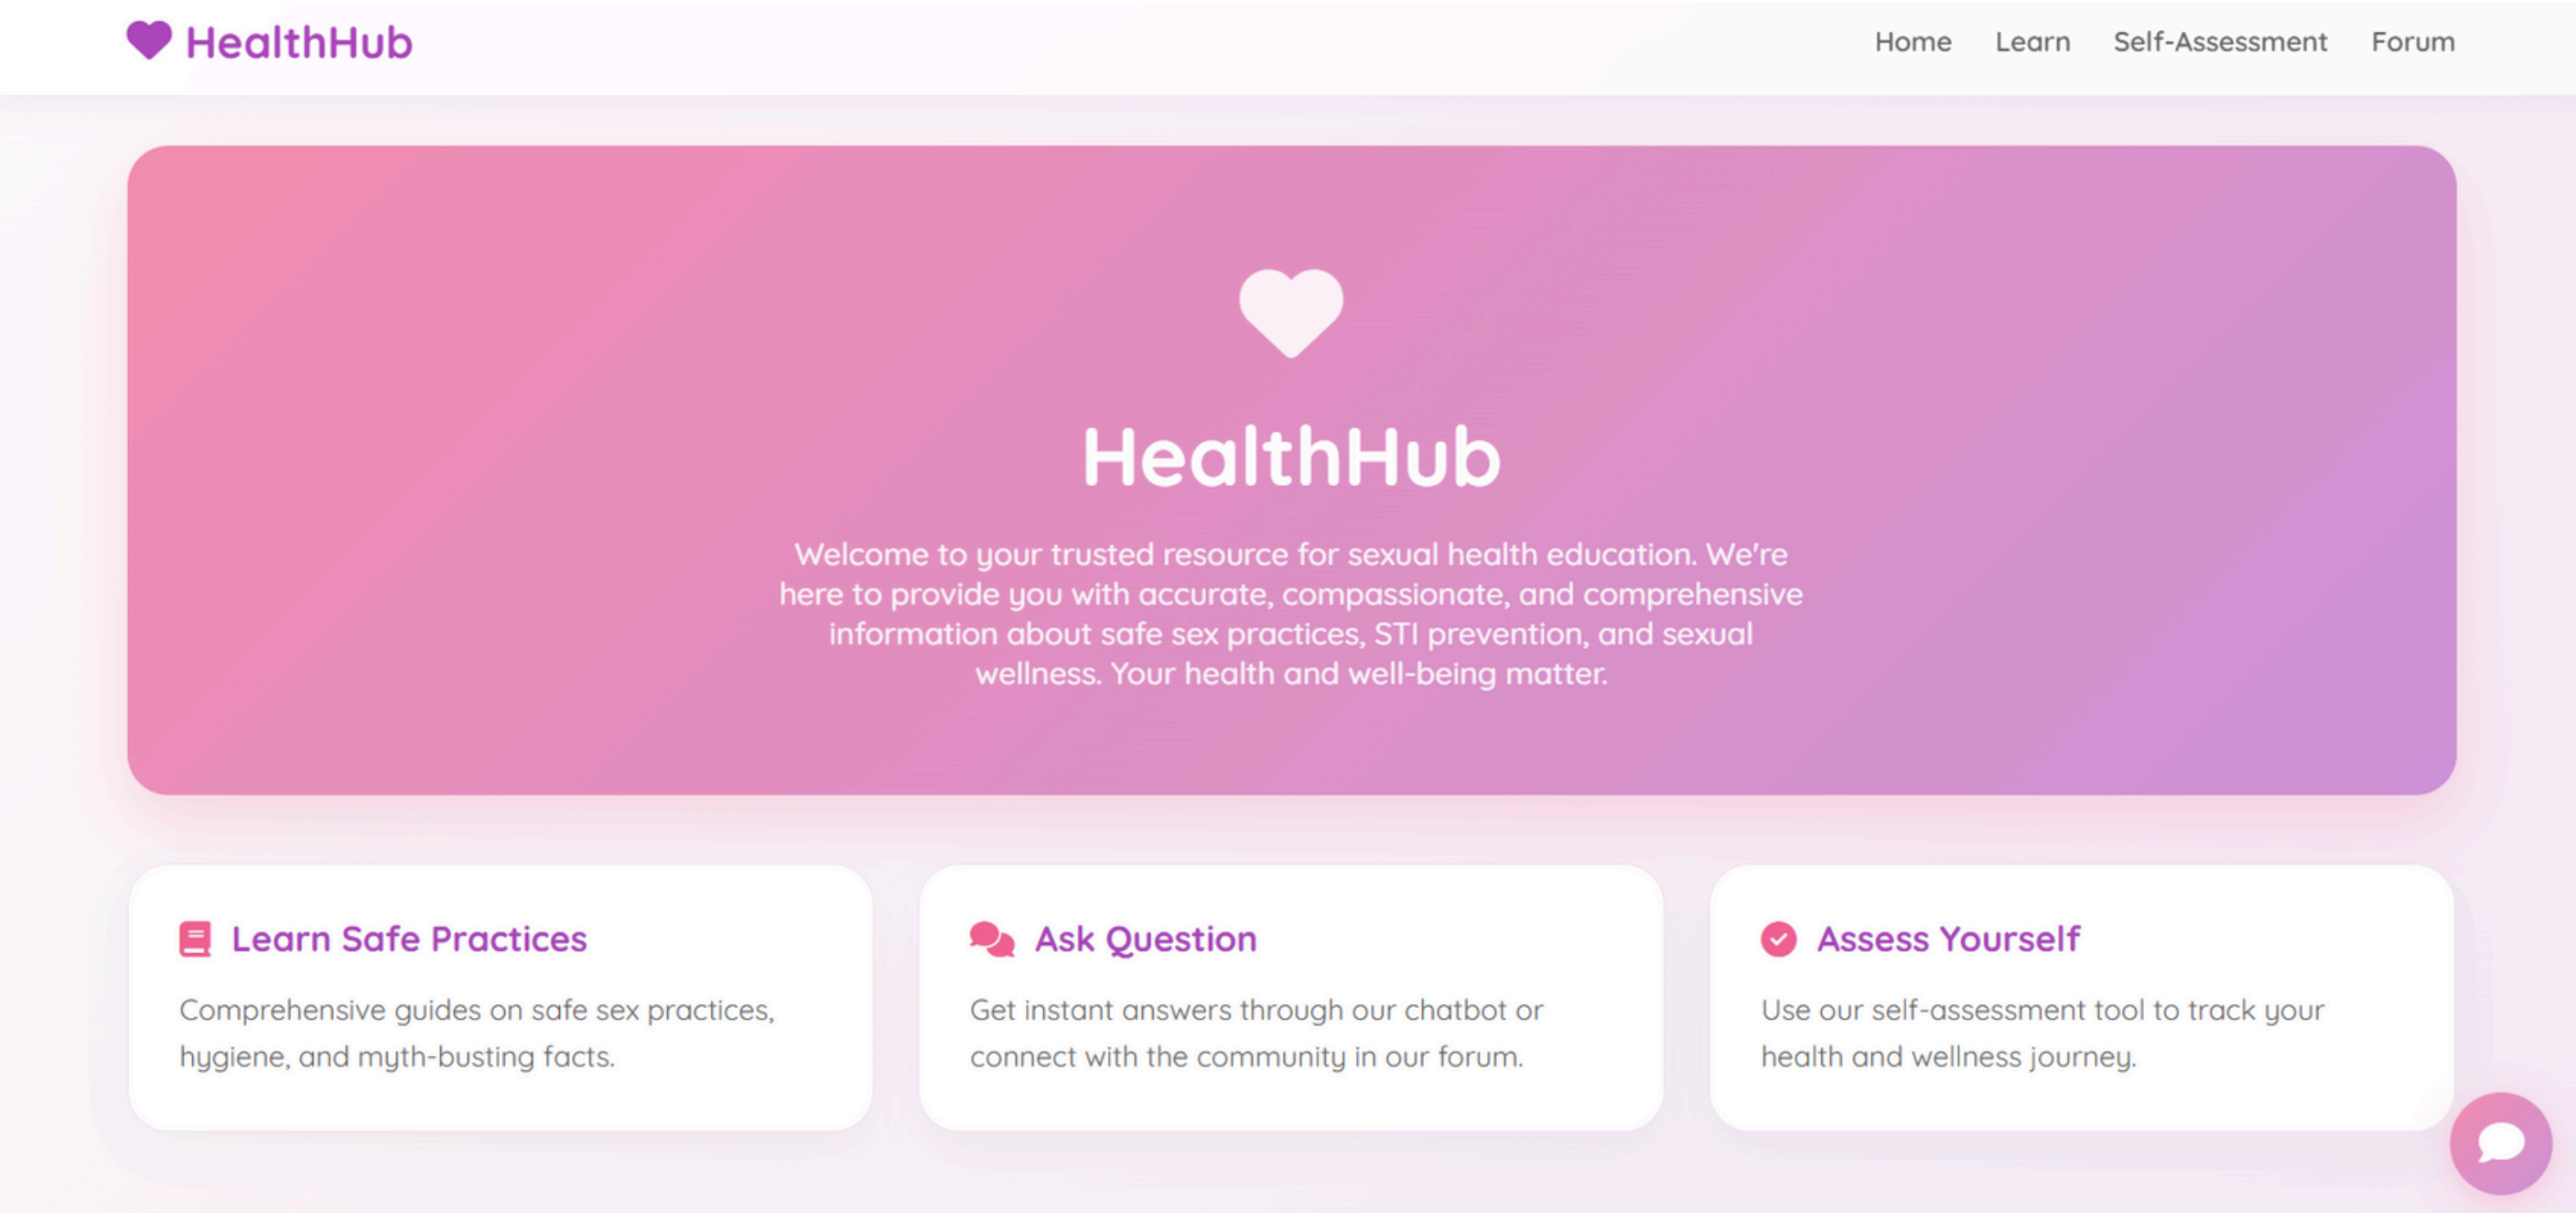 HealthHub
Home Learn Self-Assessment Forum
HealthHub
Welcome to your trusted resource for sexual health education. We're
here to provide you with accurate, compassionate, and comprehensive
information about safe sex practices, STI prevention, and sexual
wellness. Your health and well-being matter.
Learn Safe Practices
Comprehensive guides on safe sex practices,
hygiene, and myth-busting facts.
Ask Question
Get instant answers through our chatbot or
connect with the community in our forum.
Assess Yourself
Use our self-assessment tool to track your
health and wellness journey.